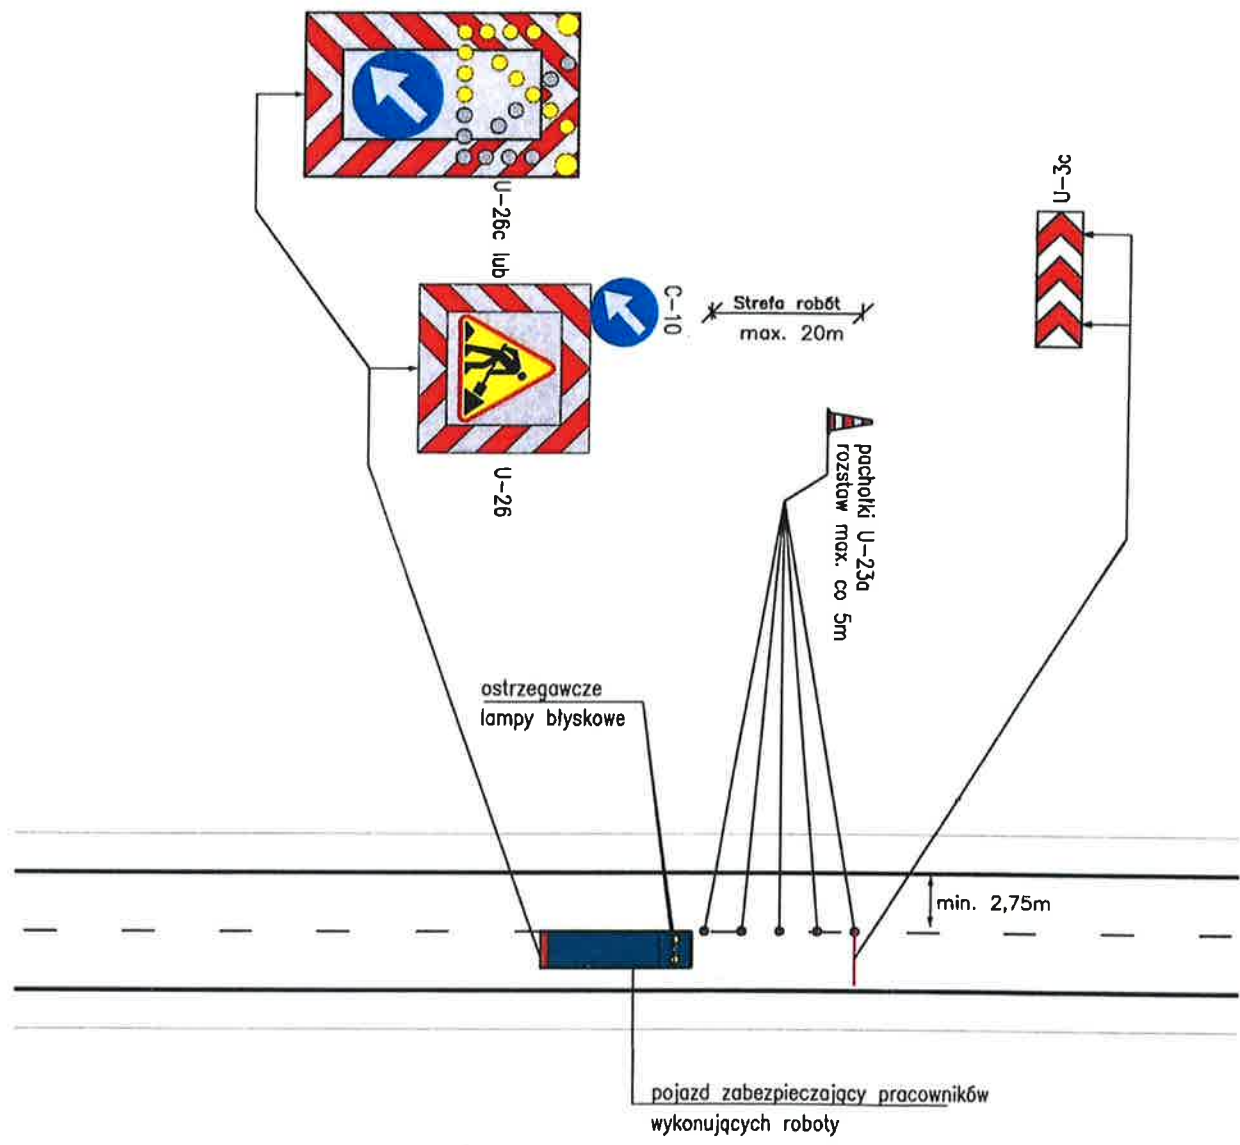 U-26c lub
U-26
C-10
Strefa robót
max. 20m
U-3c
pachołki U-23a
rozstaw max. co 5m
ostrzegawcze
lampy błyskowe
min. 2,75m
pojazd zabezpieczający pracowników
wykonujących roboty